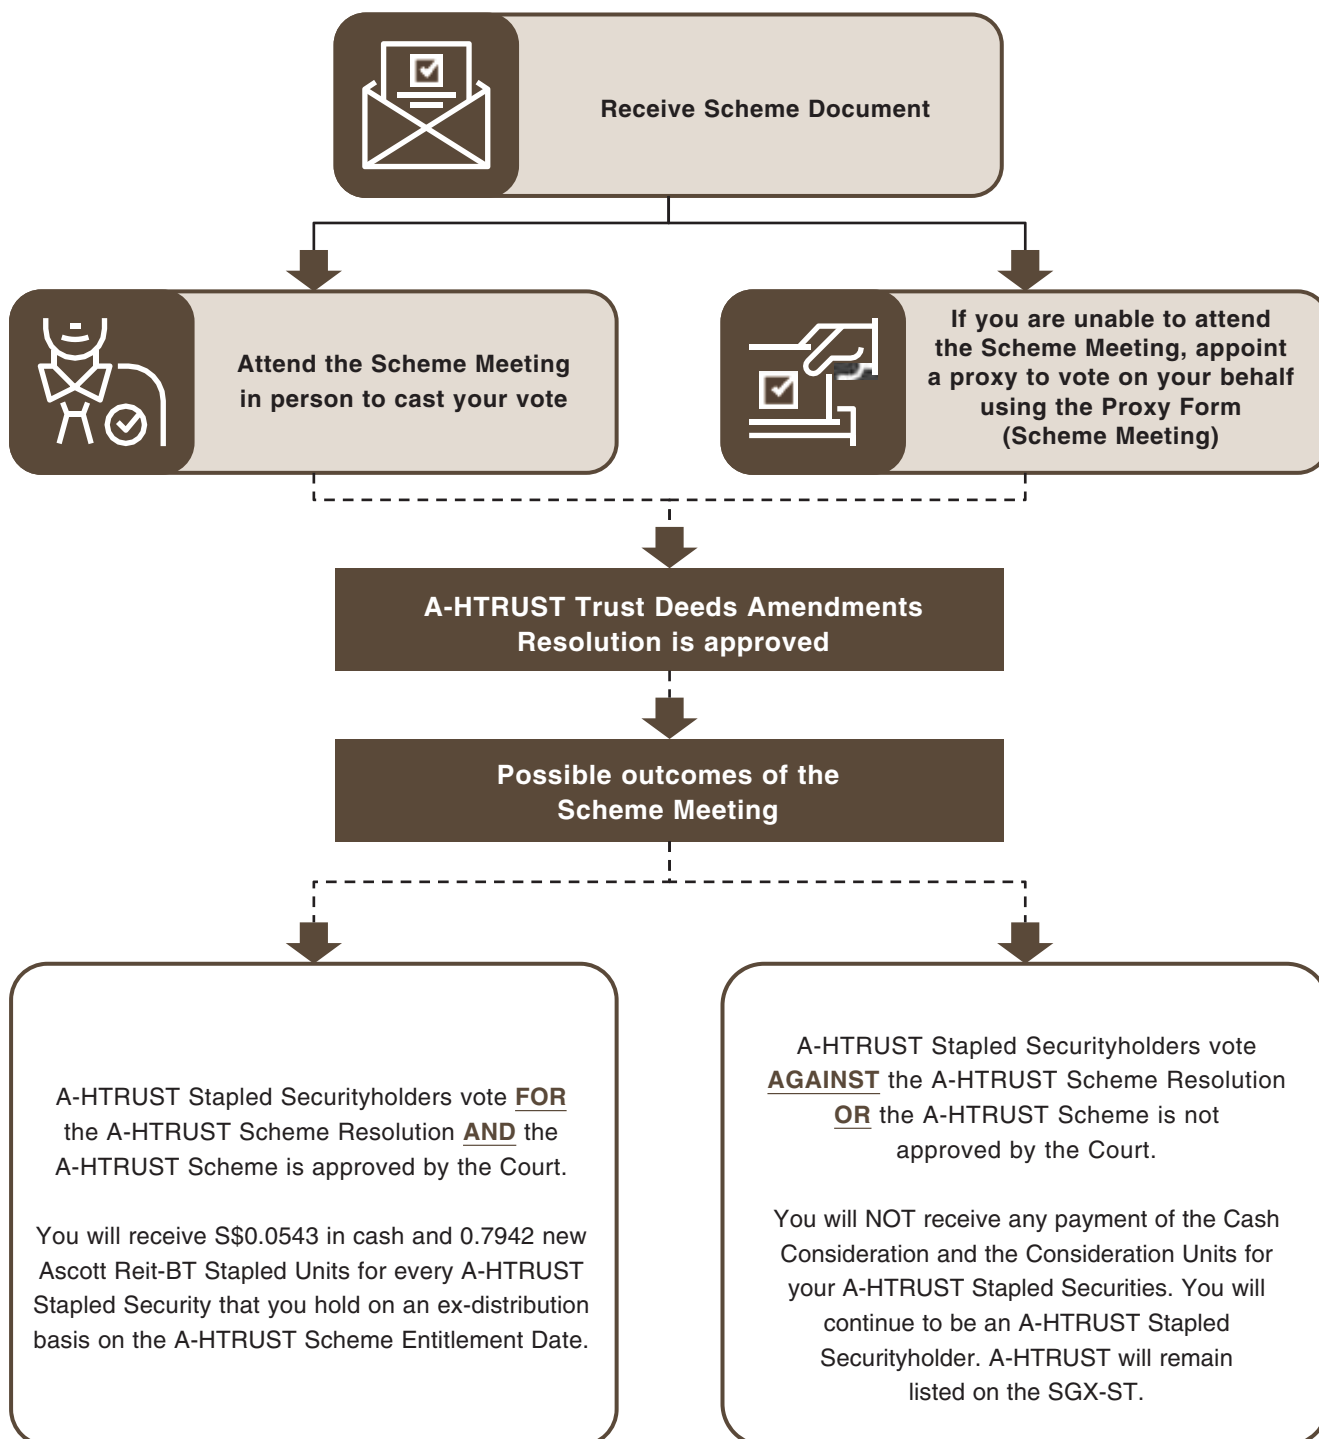 Receive Scheme Document
Attend the Scheme Meeting
in person to cast your vote
If you are unable to attend
the Scheme Meeting, appoint
a proxy to vote on your behalf
using the Proxy Form
(Scheme Meeting)
A-HTRUST Trust Deeds Amendments
Resolution is approved
Possible outcomes of the
Scheme Meeting
A-HTRUST Stapled Securityholders vote FOR
the A-HTRUST Scheme Resolution AND the
A-HTRUST Scheme is approved by the Court.
You will receive S$0.0543 in cash and 0.7942 new
Ascott Reit-BT Stapled Units for every A-HTRUST
Stapled Security that you hold on an ex-distribution
basis on the A-HTRUST Scheme Entitlement Date.
A-HTRUST Stapled Securityholders vote
AGAINST the A-HTRUST Scheme Resolution
OR the A-HTRUST Scheme is not
approved by the Court.
You will NOT receive any payment of the Cash
Consideration and the Consideration Units for
your A-HTRUST Stapled Securities. You will
continue to be an A-HTRUST Stapled
Securityholder. A-HTRUST will remain
listed on the SGX-ST.